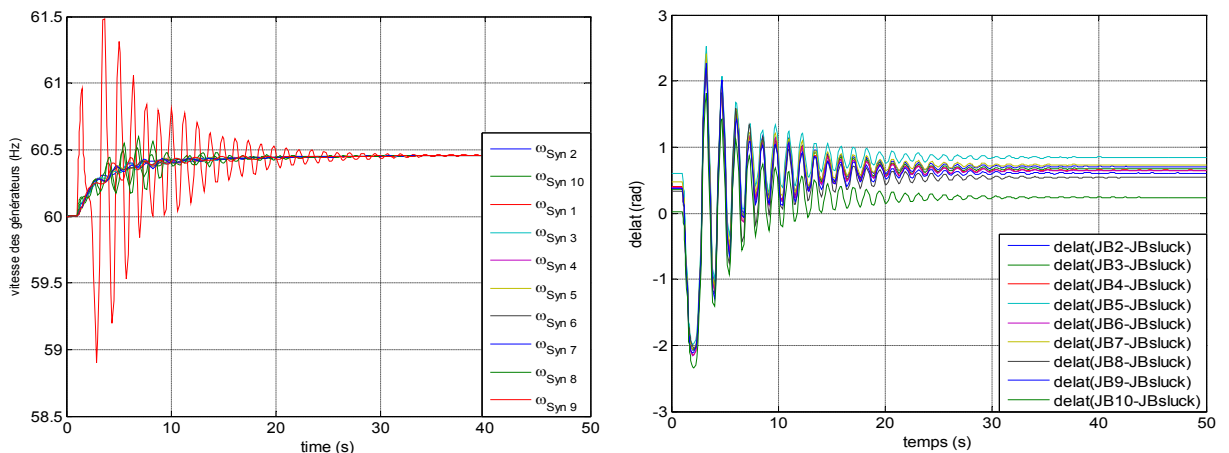 61.5
61
60.5
60
59.5
59
58.5
vitesse des générateurs (Hz)
0 10 20 30 40 50
time (s)
ωSyn 2
ωSyn 10
ωSyn 1
ωSyn 3
ωSyn 4
ωSyn 5
ωSyn 6
ωSyn 7
ωSyn 8
ωSyn 9
3
2
1
0
-1
-2
-3
delat (rad)
0 10 20 30 40 50
temps (s)
delat(JB2-JBsluck)
delat(JB3-JBsluck)
delat(JB4-JBsluck)
delat(JB5-JBsluck)
delat(JB6-JBsluck)
delat(JB7-JBsluck)
delat(JB8-JBsluck)
delat(JB9-JBsluck)
delat(JB10-JBsluck)